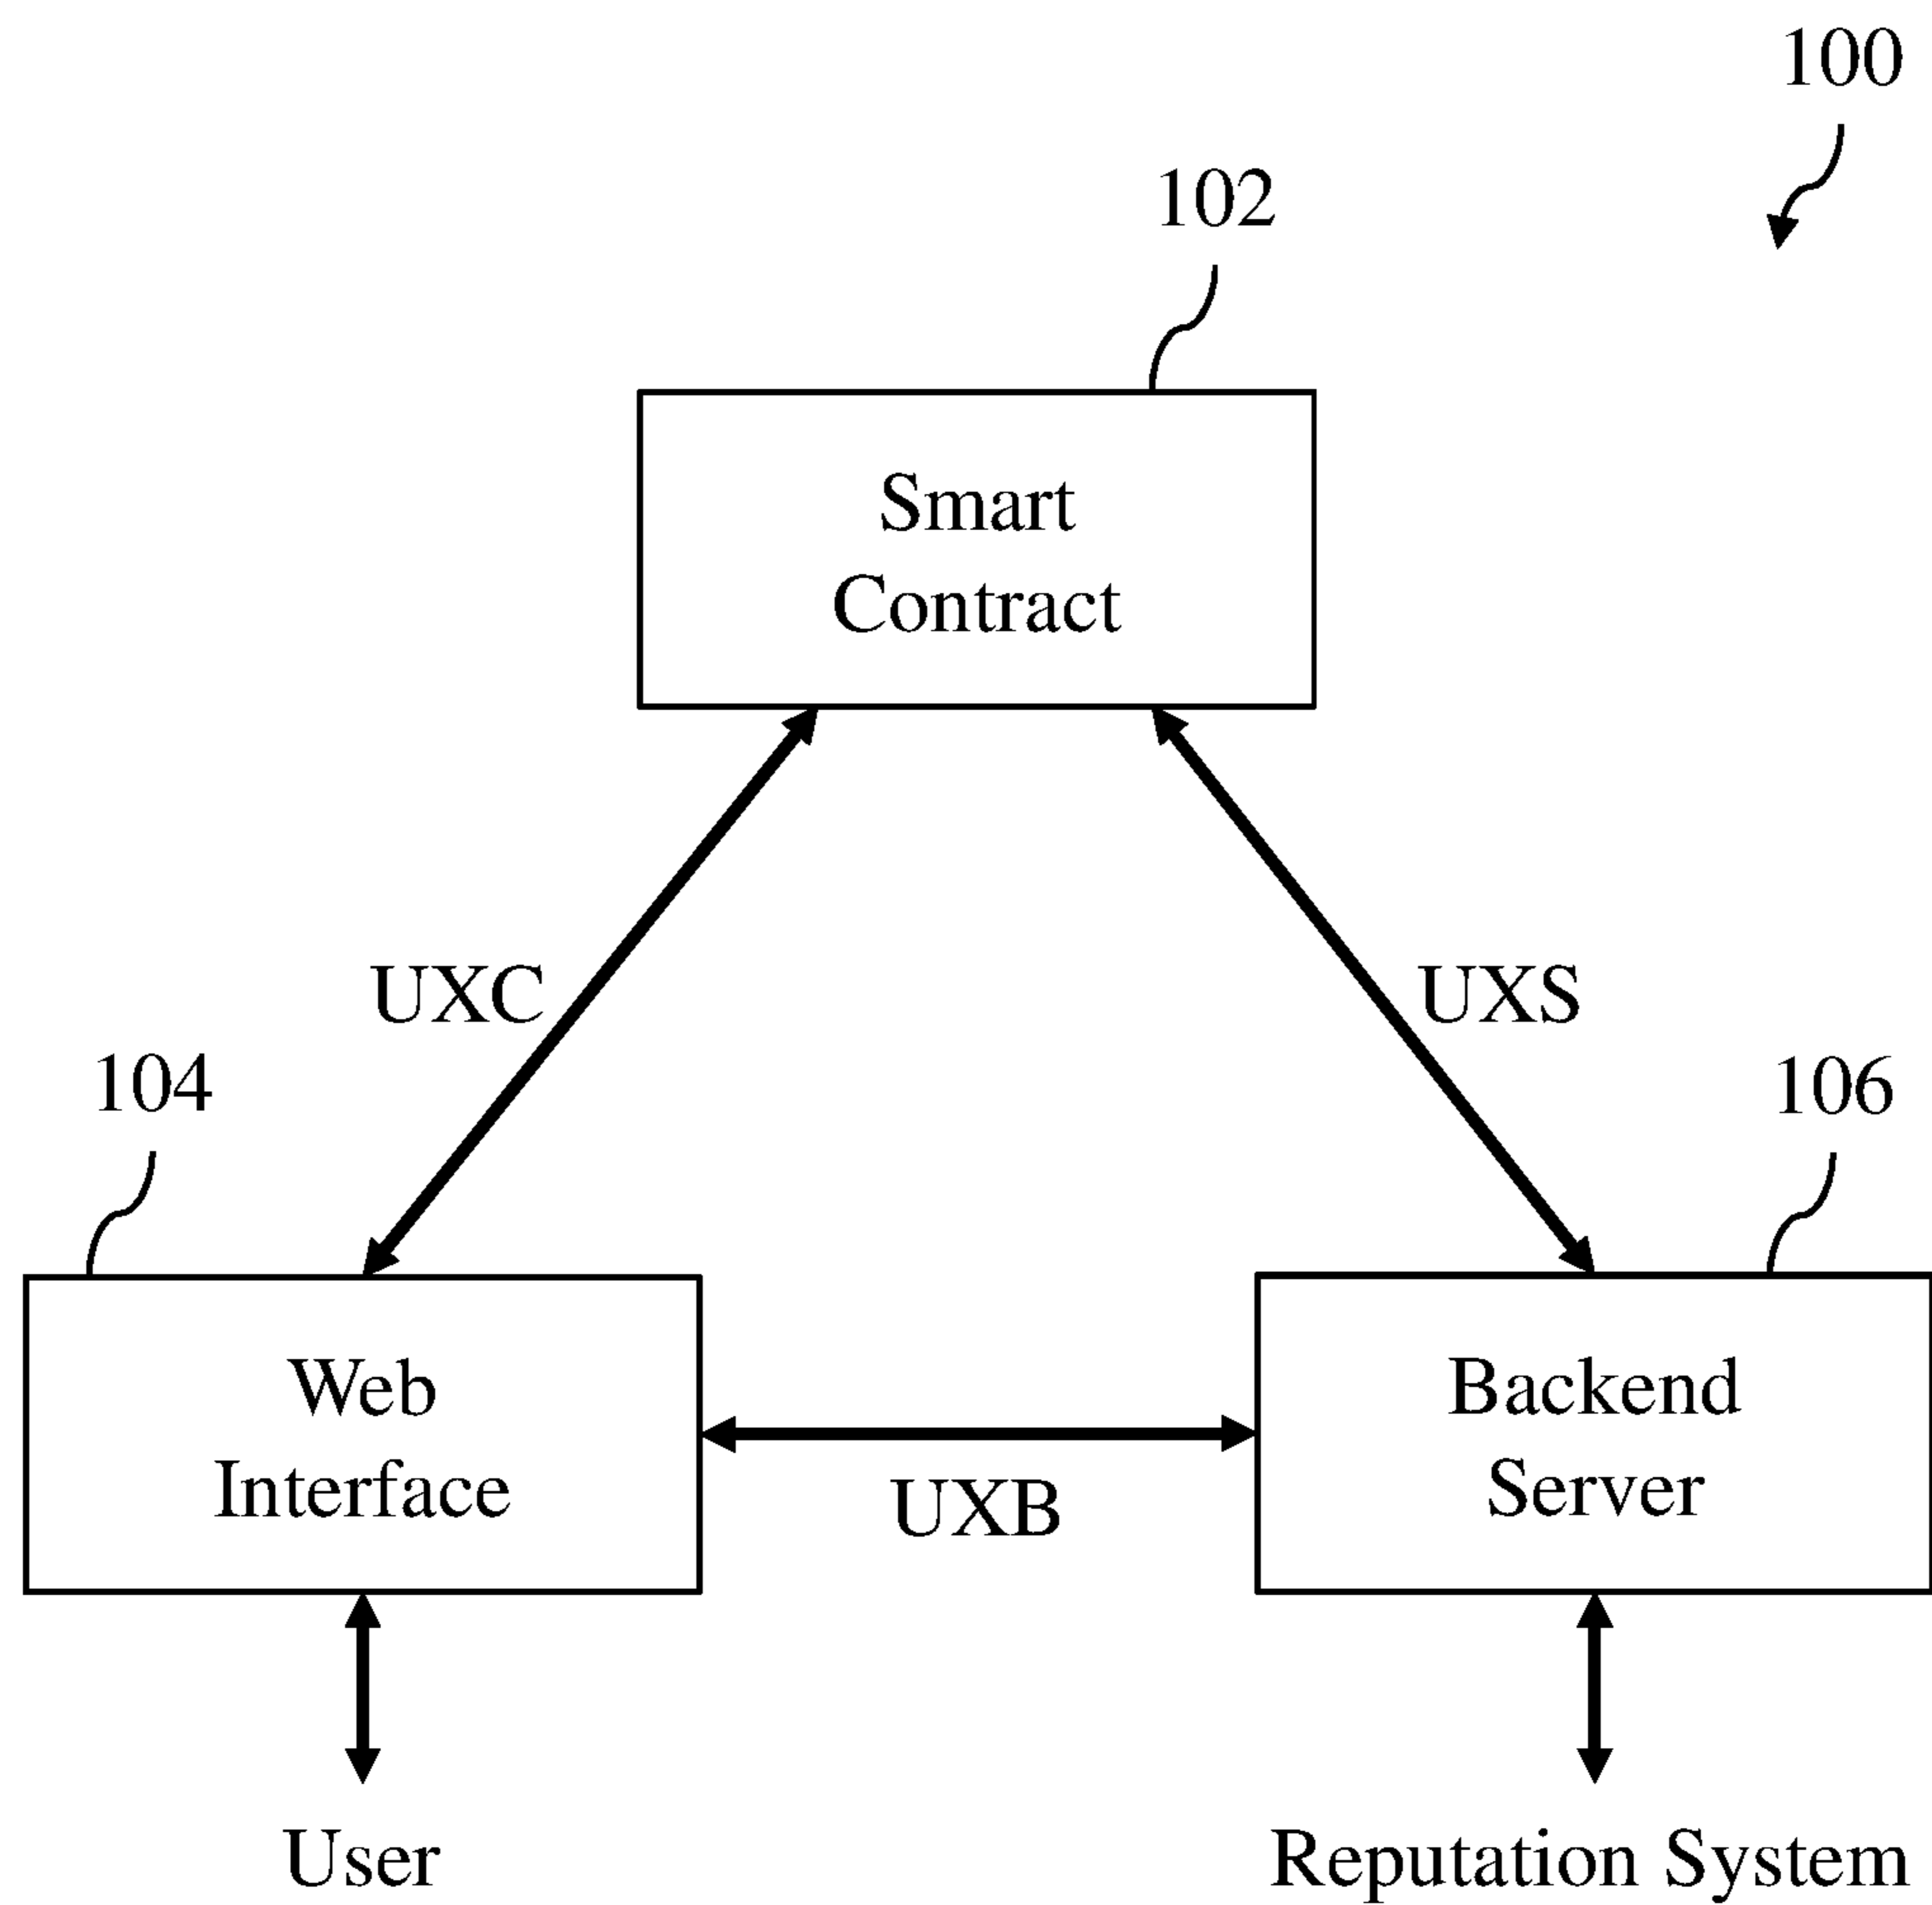 100
102
Smart
Contract
UXC
UXS
104
106
Web
Interface
Backend
Server
UXB
User
Reputation System